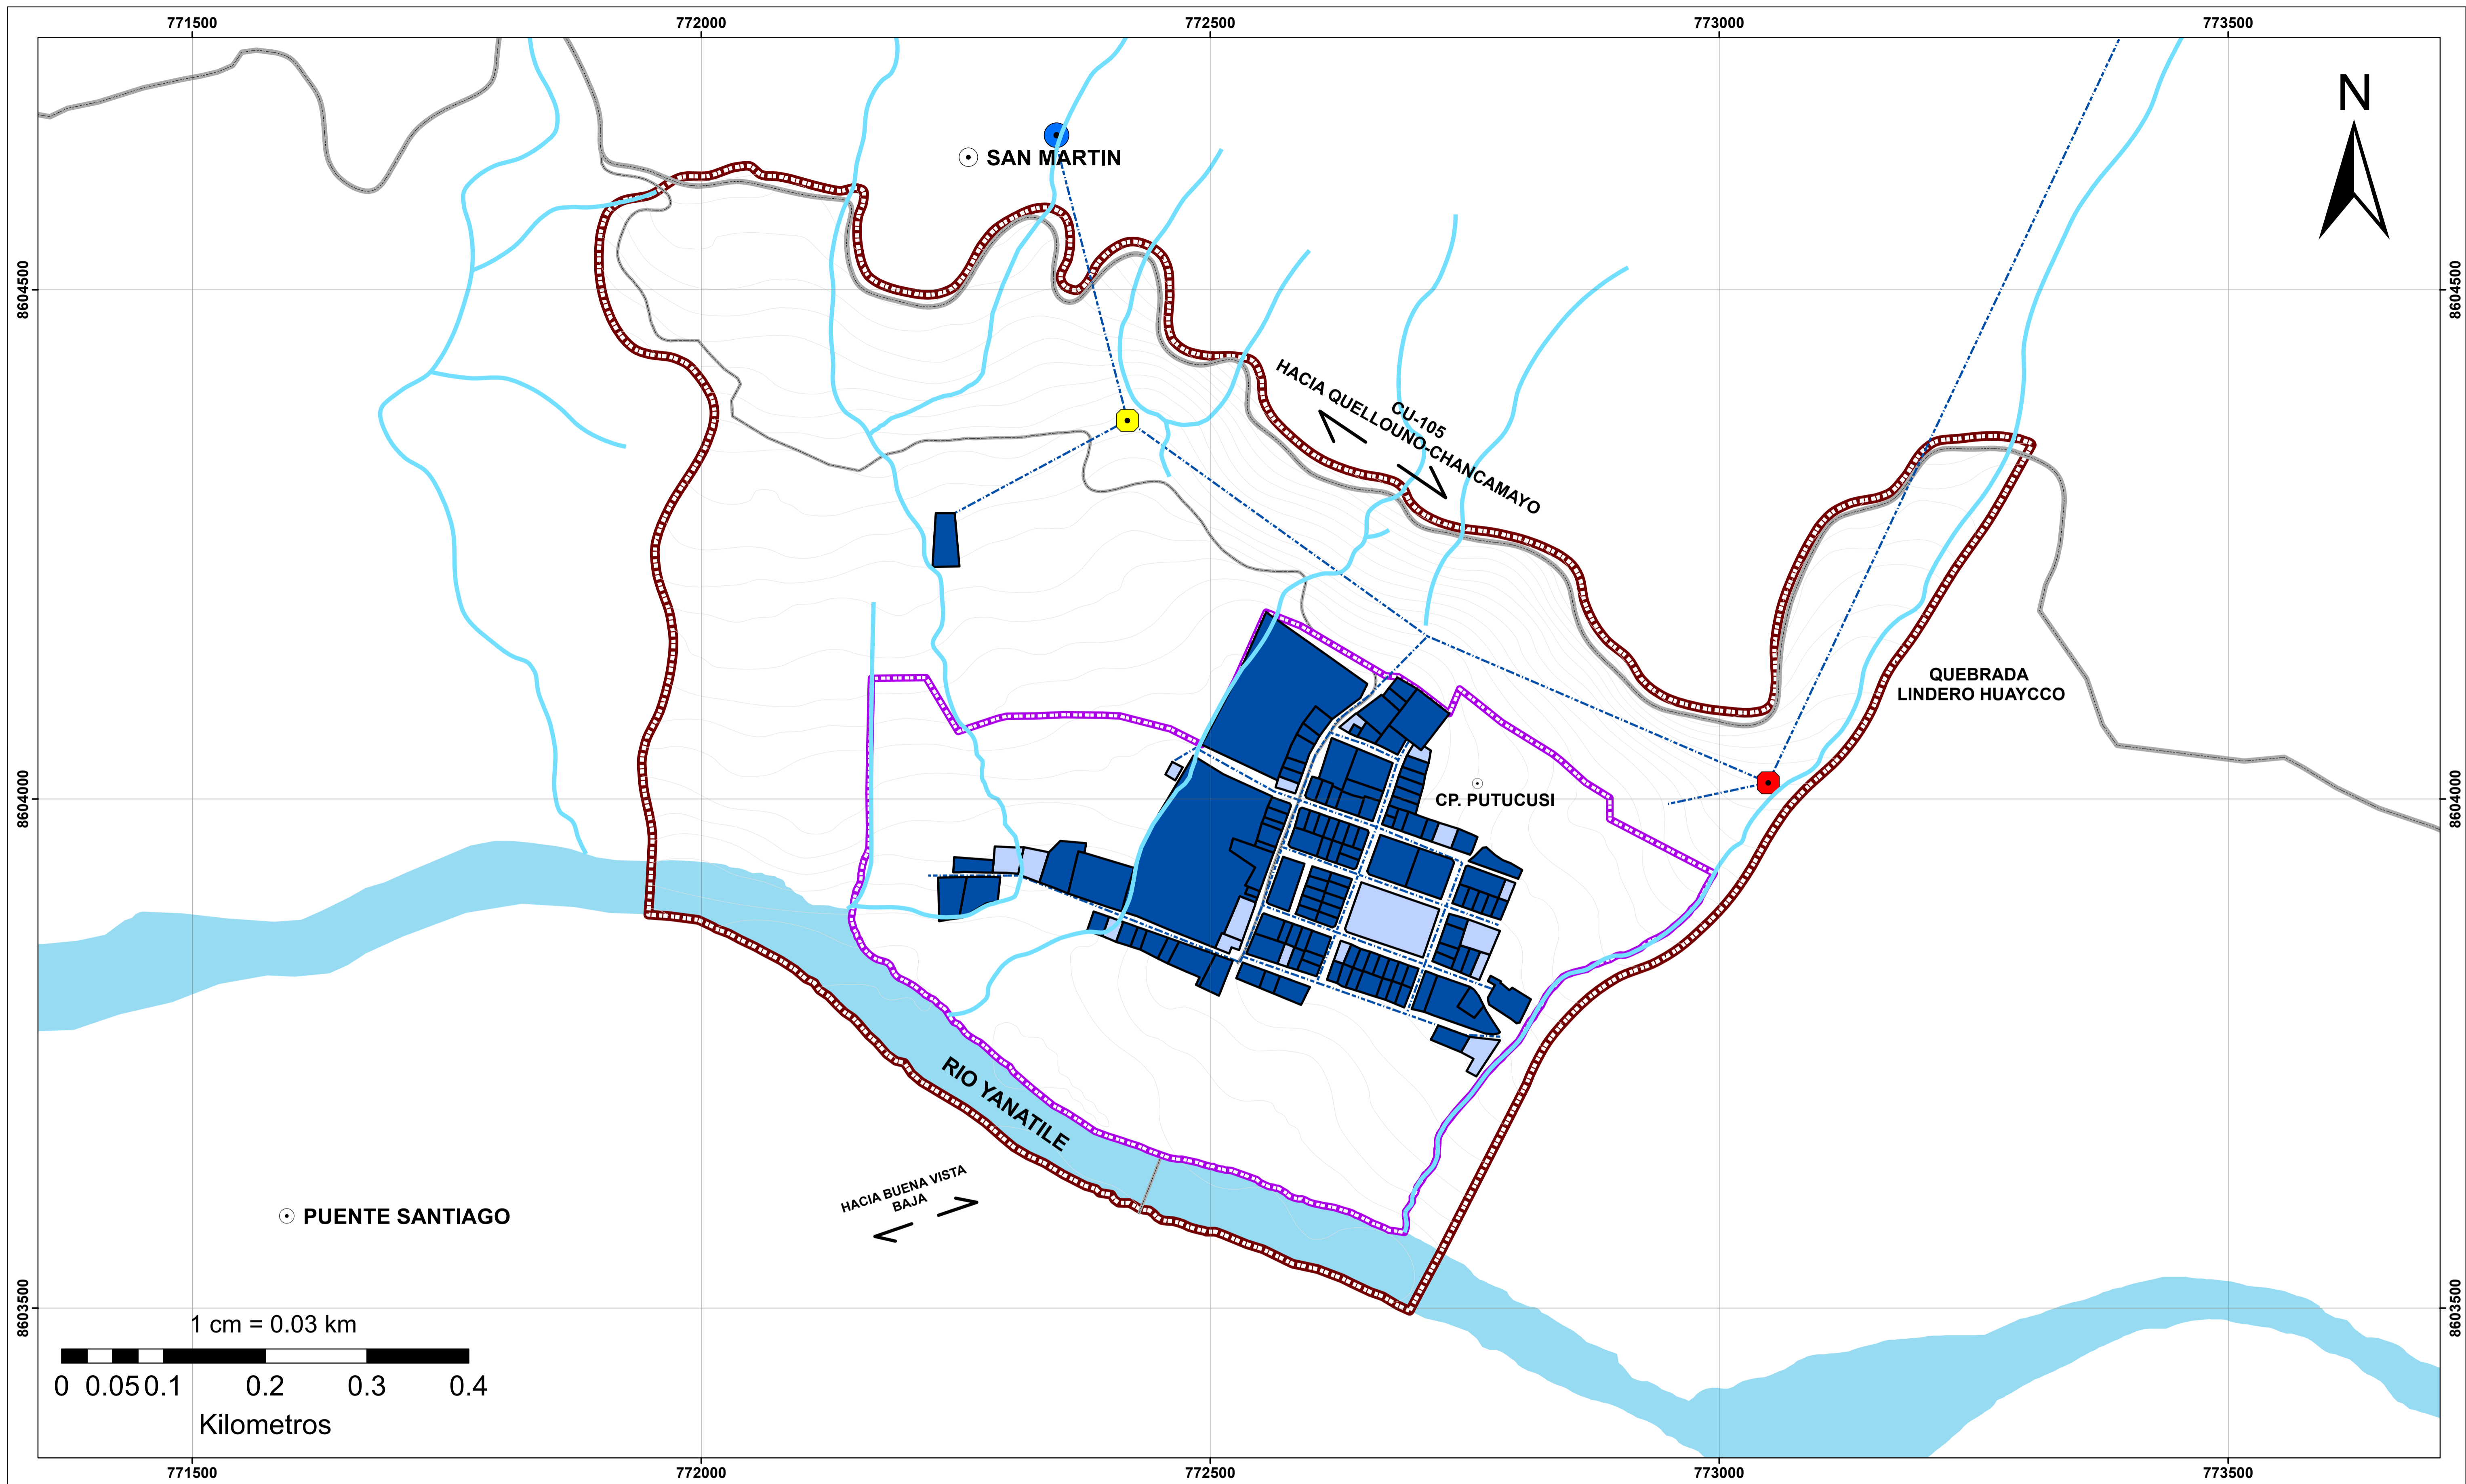 771500 772000 772500 773000 773500
N
SAN MARTIN
8604500 8604500
HACIA QUELLOUNO-CHANCAMAYO
CU-105
QUEBRADA
LINDERO HUAYCCO
8604000 8604000
CP. PUTUCUSI
RIO YANATILE
HACIA BUENA VISTA
BAJA
PUENTE SANTIAGO
8603500 8603500
1 cm = 0.03 km
0 0.05 0.1 0.2 0.3 0.4
Kilometros
771500 772000 772500 773000 773500